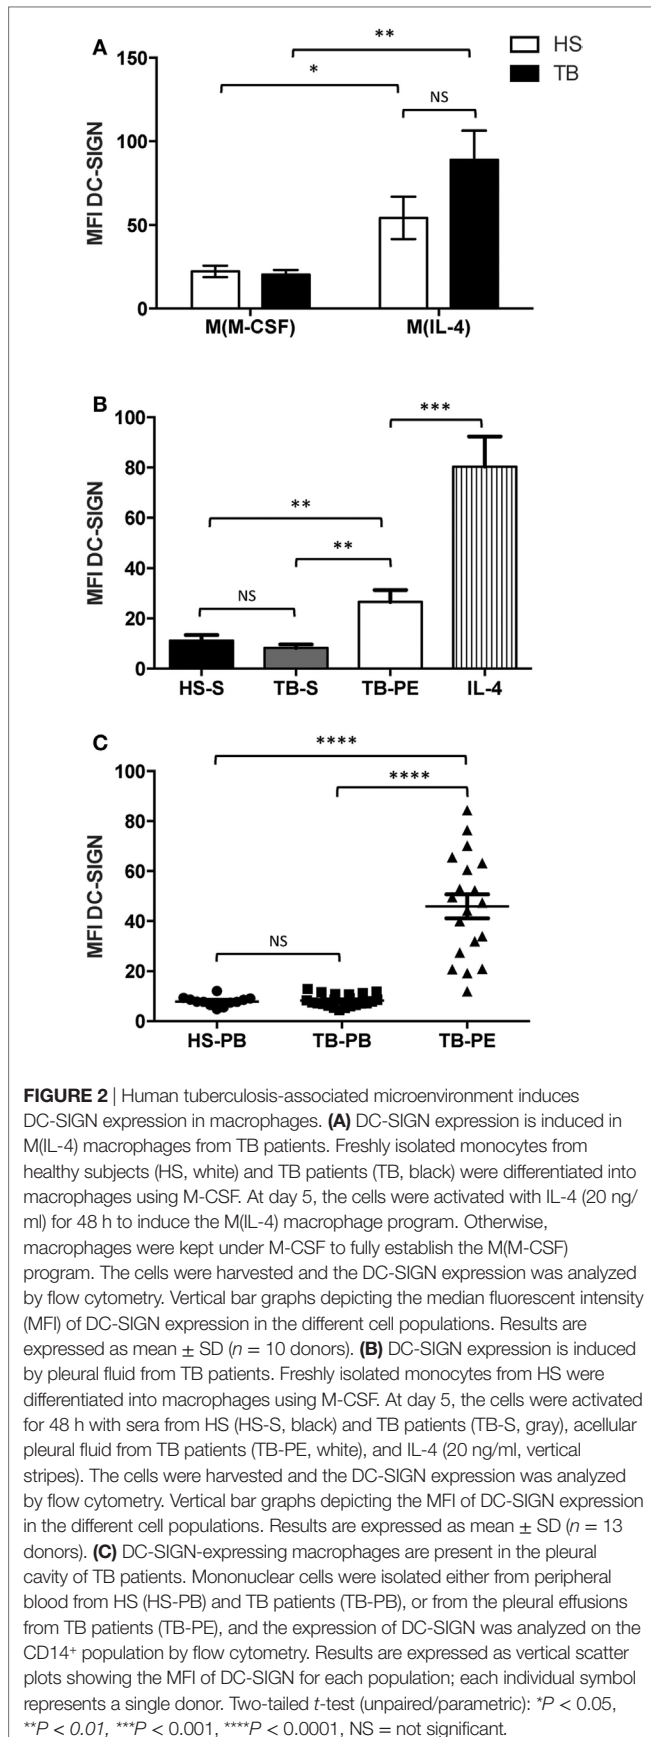 A
HS
TB
**
*
NS
150
100
50
0
MFI DC-SIGN
M(M-CSF)
M(IL-4)
B
***
**
**
NS
100
80
60
40
20
0
MFI DC-SIGN
HS-S
TB-S
TB-PE
IL-4
C
****
****
NS
100
80
60
40
20
0
MFI DC-SIGN
HS-PB
TB-PB
TB-PE
FIGURE 2 | Human tuberculosis-associated microenvironment induces
DC-SIGN expression in macrophages. (A) DC-SIGN expression is induced in
M(IL-4) macrophages from TB patients. Freshly isolated monocytes from
healthy subjects (HS, white) and TB patients (TB, black) were differentiated into
macrophages using M-CSF. At day 5, the cells were activated with IL-4 (20 ng/
ml) for 48 h to induce the M(IL-4) macrophage program. Otherwise,
macrophages were kept under M-CSF to fully establish the M(M-CSF)
program. The cells were harvested and the DC-SIGN expression was analyzed
by flow cytometry. Vertical bar graphs depicting the median fluorescent intensity
(MFI) of DC-SIGN expression in the different cell populations. Results are
expressed as mean ± SD (n = 10 donors). (B) DC-SIGN expression is induced
by pleural fluid from TB patients. Freshly isolated monocytes from HS were
differentiated into macrophages using M-CSF. At day 5, the cells were activated
for 48 h with sera from HS (HS-S, black) and TB patients (TB-S, gray), acellular
pleural fluid from TB patients (TB-PE, white), and IL-4 (20 ng/ml, vertical
stripes). The cells were harvested and the DC-SIGN expression was analyzed
by flow cytometry. Vertical bar graphs depicting the MFI of DC-SIGN expression
in the different cell populations. Results are expressed as mean ± SD (n = 13
donors). (C) DC-SIGN-expressing macrophages are present in the pleural
cavity of TB patients. Mononuclear cells were isolated either from peripheral
blood from HS (HS-PB) and TB patients (TB-PB), or from the pleural effusions
from TB patients (TB-PE), and the expression of DC-SIGN was analyzed on the
CD14⁺ population by flow cytometry. Results are expressed as vertical scatter
plots showing the MFI of DC-SIGN for each population; each individual symbol
represents a single donor. Two-tailed t-test (unpaired/parametric): *P < 0.05,
**P < 0.01, ***P < 0.001, ****P < 0.0001, NS = not significant.